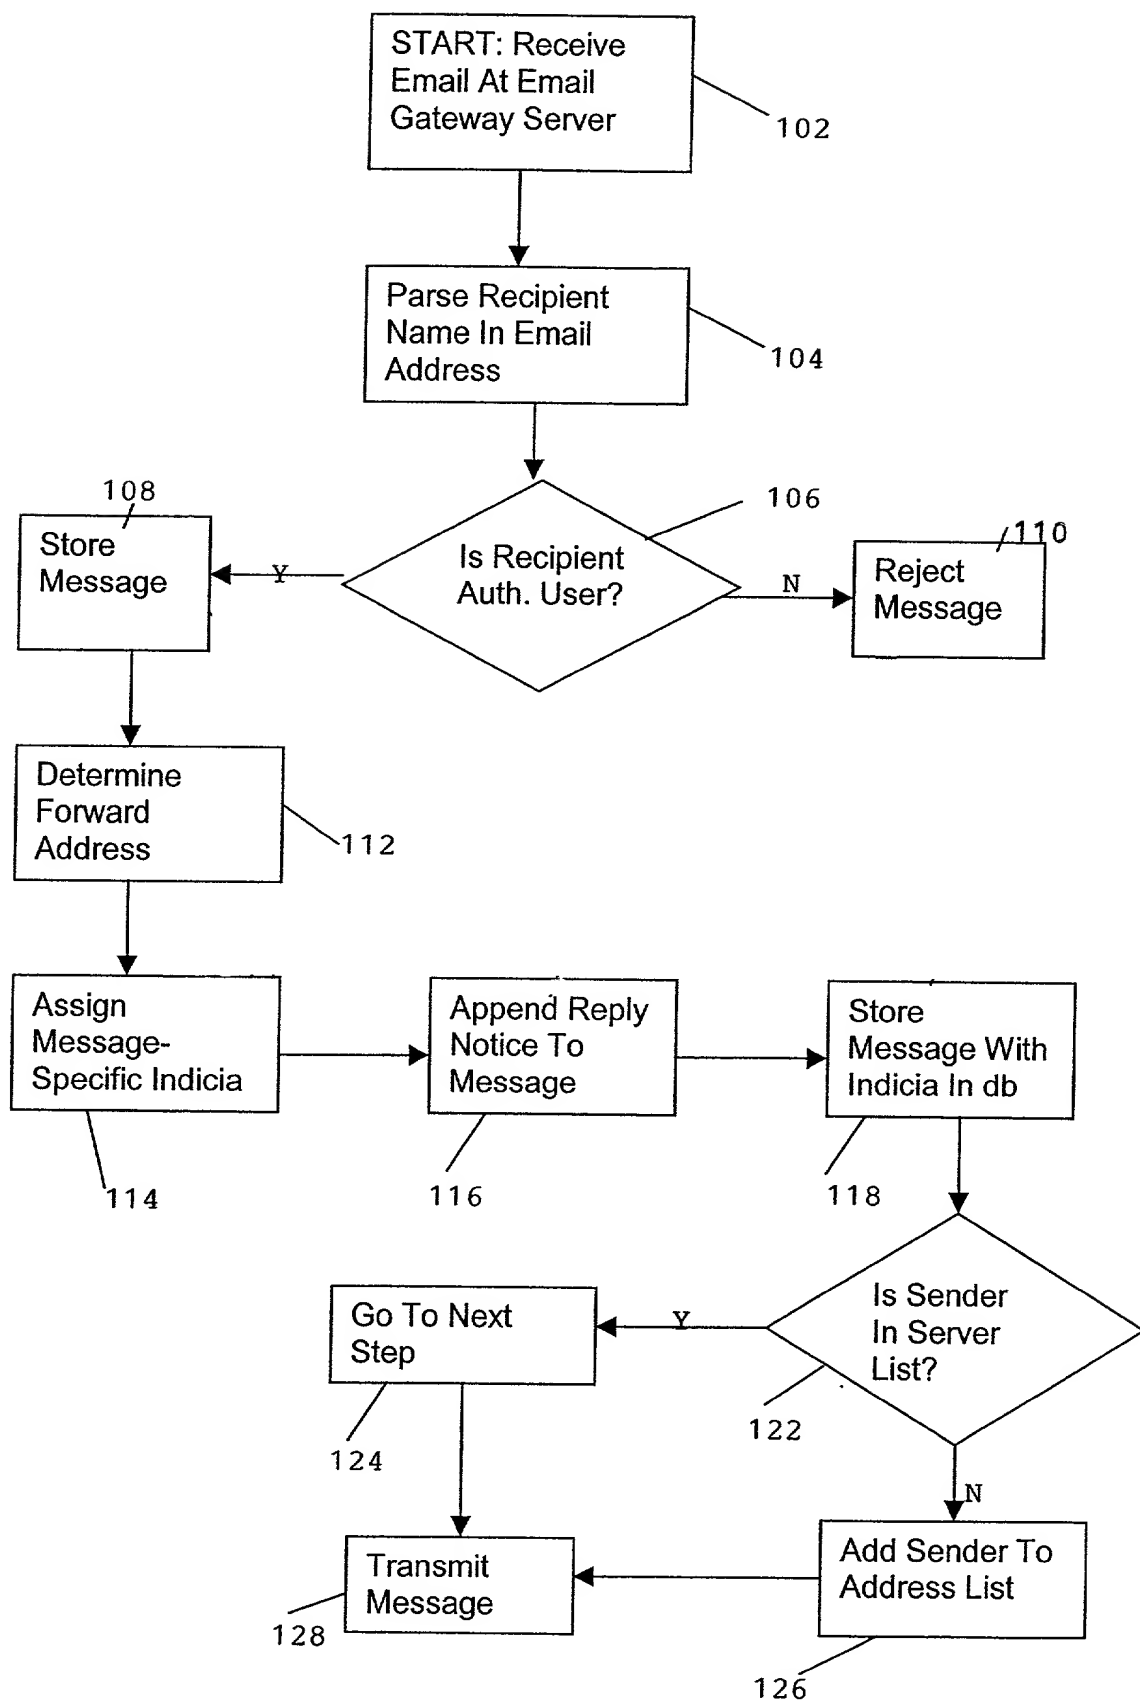 START: Receive
Email At Email
Gateway Server
102
Parse Recipient
Name In Email
Address
104
108
106
110
Store
Message
Y
Is Recipient
Auth. User?
N
Reject
Message
Determine
Forward
Address
112
Assign
Message-
Specific Indicia
Append Reply
Notice To
Message
Store
Message With
Indicia In db
114
116
118
Go To Next
Step
Y
Is Sender
In Server
List?
124
122
N
Transmit
Message
Add Sender To
Address List
128
126